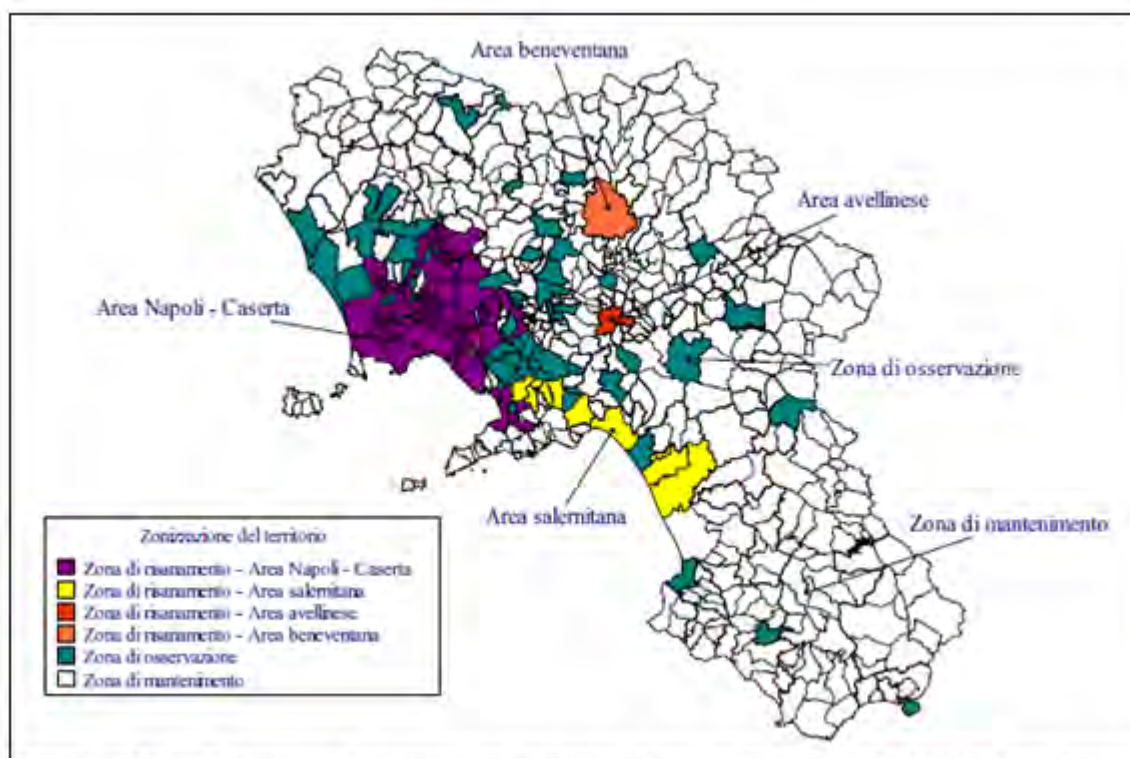 Area beneventana
Area avellinese
Area Napoli - Caserta
Zona di osservazione
Area salernitana
Zona di mantenimento
Zonizzazione del territorio
Zona di risanamento – Area Napoli - Caserta
Zona di risanamento – Area salernitana
Zona di risanamento – Area avellinese
Zona di risanamento – Area beneventana
Zona di osservazione
Zona di mantenimento